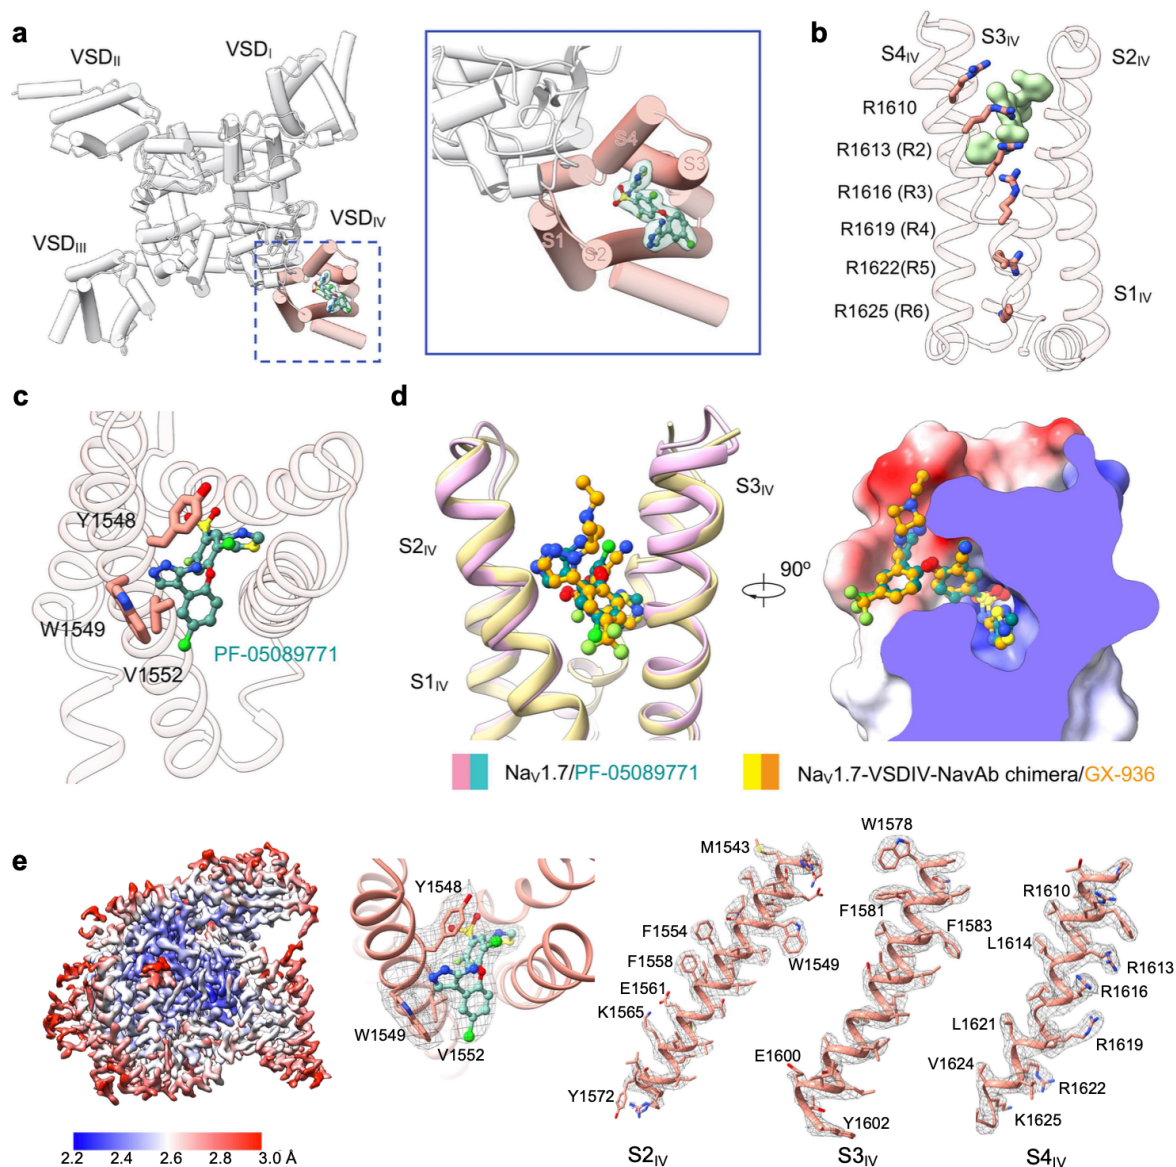 a
VSDII
VSDI
VSDIII
VSDIV
S4
S3
S1
S2
b
S4IV
S3IV
S2IV
R1610
R1613 (R2)
R1616 (R3)
R1619 (R4)
R1622(R5)
R1625 (R6)
S1IV
c
Y1548
W1549
V1552
PF-05089771
d
S3IV
S2IV
S1IV
90º
NaV1.7/PF-05089771
NaV1.7-VSDIV-NavAb chimera/GX-936
e
2.2 2.4 2.6 2.8 3.0 Å
Y1548
W1549
V1552
M1543
F1554
W1549
F1558
E1561
K1565
Y1572
S2IV
W1578
F1581
F1583
E1600
Y1602
S3IV
R1610
L1614
R1613
R1616
L1621
R1619
V1624
R1622
K1625
S4IV